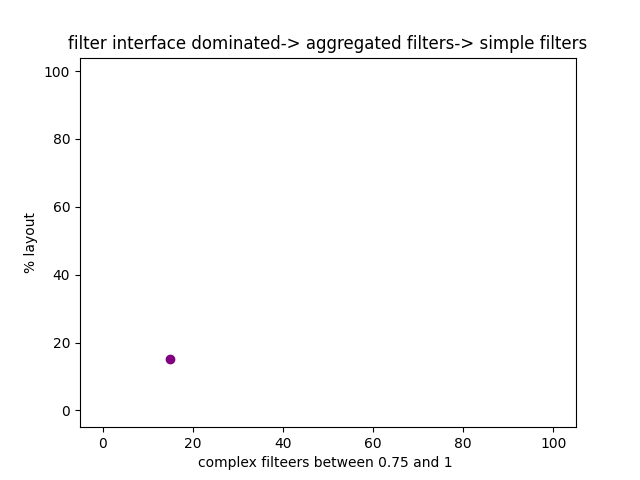 filter interface dominated-> aggregated filters-> simple filters
100
80
60
40
20
0
% layout
0 20 40 60 80 100
complex filteers between 0.75 and 1